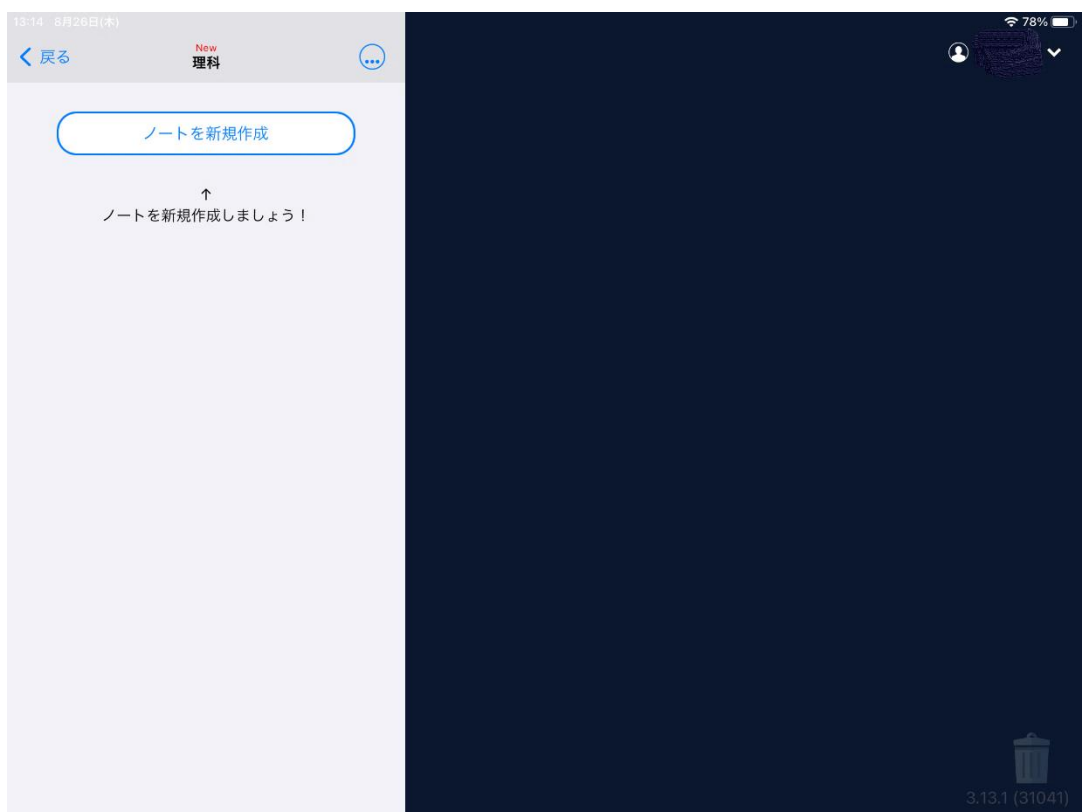 13:14 8月26日(木)
78%
戻る
New
理科
ノートを新規作成
↑
ノートを新規作成しましょう！
3.13.1 (31041)